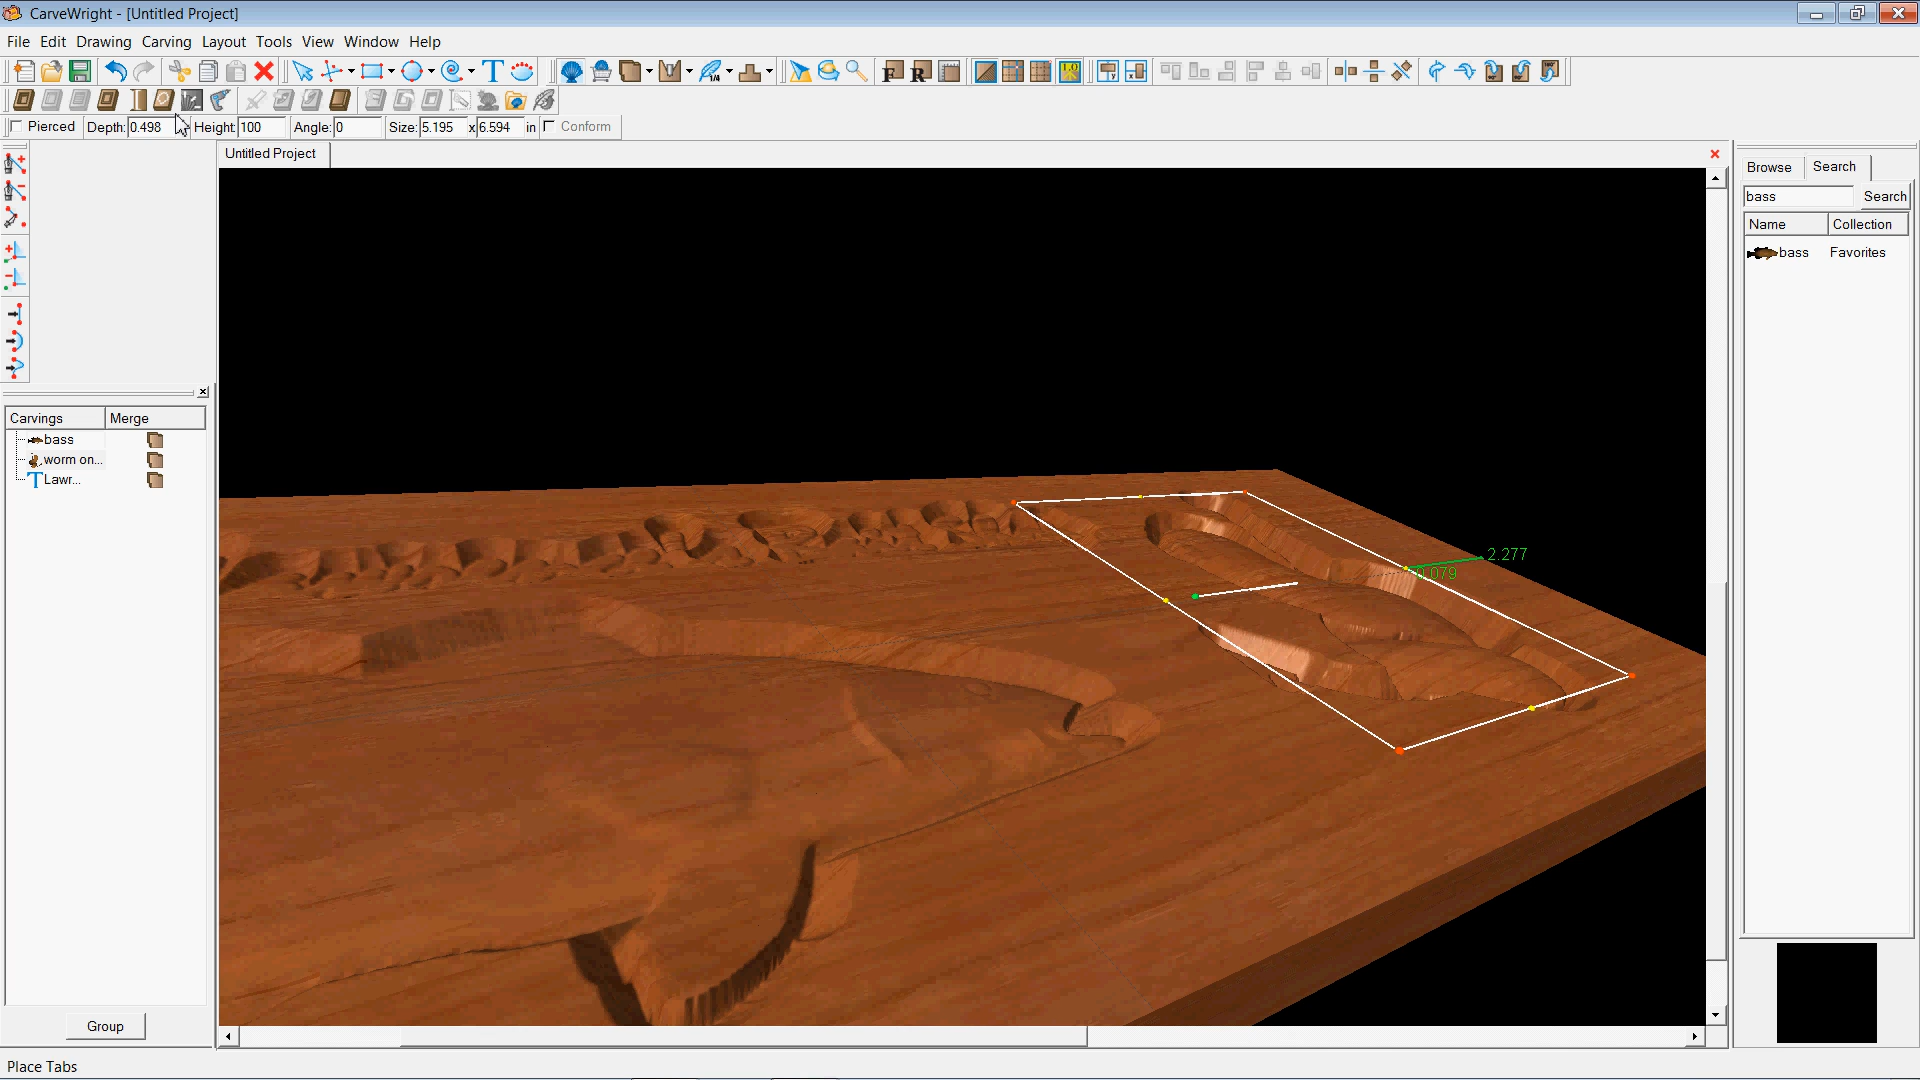 CarveWright - [Untitled Project]
File Edit Drawing Carving Layout Tools View Window Help
Pierced Depth: 0.498 Height: 100 Angle: 0 Size: 5.195 x 6.594 in Conform
Untitled Project
Browse Search
bass Search
Name Collection
bass Favorites
Carvings Merge
bass
worm on...
Lawr...
2.277
Group
Place Tabs